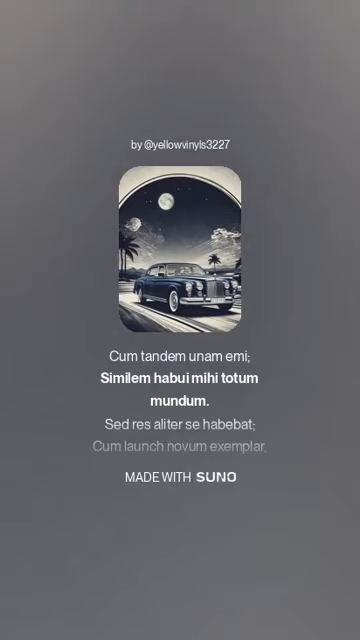 by @yellowvinyls3227
Cum tandem unam emi;
Similem habui mihi totum
mundum.
Sed res aliter se habebat;
Cum launch novum exemplar,
MADE WITH SUNO